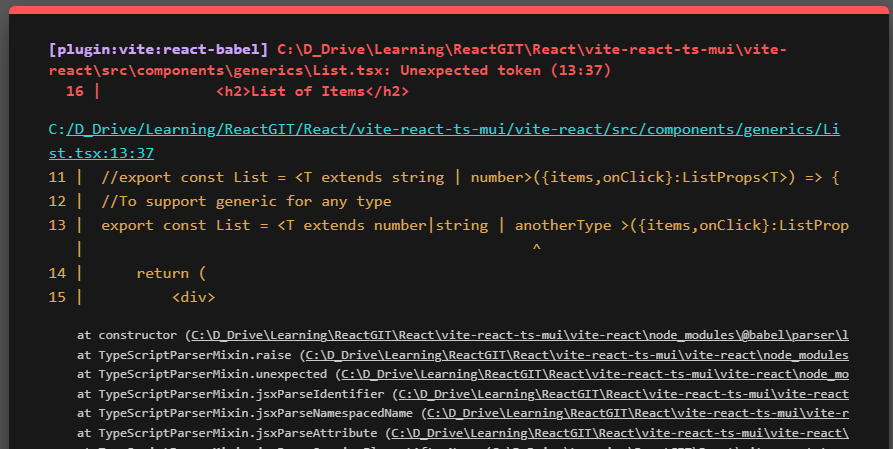 [plugin:vite:react-babel] C:\D_Drive\Learning\ReactGIT\React\vite-react-ts-mui\vite-
react\src\components\generics\List.tsx: Unexpected token (13:37)
16 | <h2>List of Items</h2>
C:/D_Drive/Learning/ReactGIT/React/vite-react-ts-mui/vite-react/src/components/generics/Li
st.tsx:13:37
11 | //export const List = <T extends string | number>({items,onClick}:ListProps<T>) => {
12 | //To support generic for any type
13 | export const List = <T extends number|string | anotherType >({items,onClick}:ListProp
| ^
14 | return (
15 | <div>
at constructor (C:\D_Drive\Learning\ReactGIT\React\vite-react-ts-mui\vite-react\node_modules\@babel\parser\l
at TypeScriptParserMixin.raise (C:\D_Drive\Learning\ReactGIT\React\vite-react-ts-mui\vite-react\node_modules
at TypeScriptParserMixin.unexpected (C:\D_Drive\Learning\ReactGIT\React\vite-react-ts-mui\vite-react\node_mo
at TypeScriptParserMixin.jsxParseIdentifier (C:\D_Drive\Learning\ReactGIT\React\vite-react-ts-mui\vite-react
at TypeScriptParserMixin.jsxParseNamespacedName (C:\D_Drive\Learning\ReactGIT\React\vite-react-ts-mui\vite-r
at TypeScriptParserMixin.jsxParseAttribute (C:\D_Drive\Learning\ReactGIT\React\vite-react-ts-mui\vite-react\